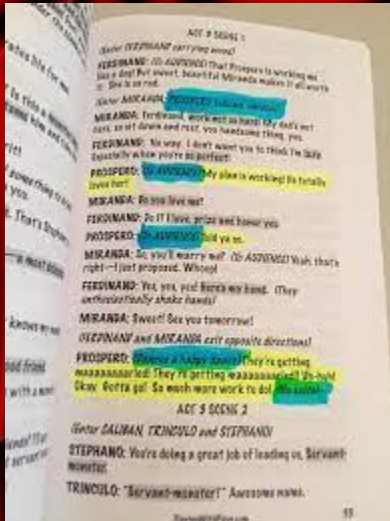 ACT 3 SCENE 1
(Enter FERDINAND carrying wood)
FERDINAND: (to AUDIENCE) That Prospero is working me
like a dog! But sweet, beautiful Miranda makes it all worth
it. She is so rad.
(Enter MIRANDA; PROSPERO
MIRANDA: Ferdinand, work not so hard! My dad's not
here, so sit down and rest, you handsome thing, you.
FERDINAND: No way. I don't want you to think I'm
Especially when you're so perfect!
PROSPERO: (to AUDIENCE) My plan is working! He totally
loves her!
MIRANDA: Do you love me?
FERDINAND: Do I? I love, prize and honor you.
PROSPERO: (to AUDIENCE) Told ya so.
MIRANDA: So, you'll marry me? (to AUDIENCE) Yeah, that's
right—I just proposed. Whoop!
FERDINAND: Yes, yes, yes! Here's my hand. (They
enthusiastically shake hands)
MIRANDA: Sweet! See you tomorrow!
(FERDINAND and MIRANDA exit opposite directions)
PROSPERO: (Dances a happy dance) They're getting
maaaaaaarried! They're getting maaaaaaarried! Uh-huh!
Okay. Gotta go! So much more work to do!
ACT 3 SCENE 2
(Enter CALIBAN, TRINCULO and STEPHANO)
STEPHANO: You're doing a great job of leading us, Servant-
monster.
TRINCULO: "Servant-monster?" Awesome name.
knows my
good friend.
with a